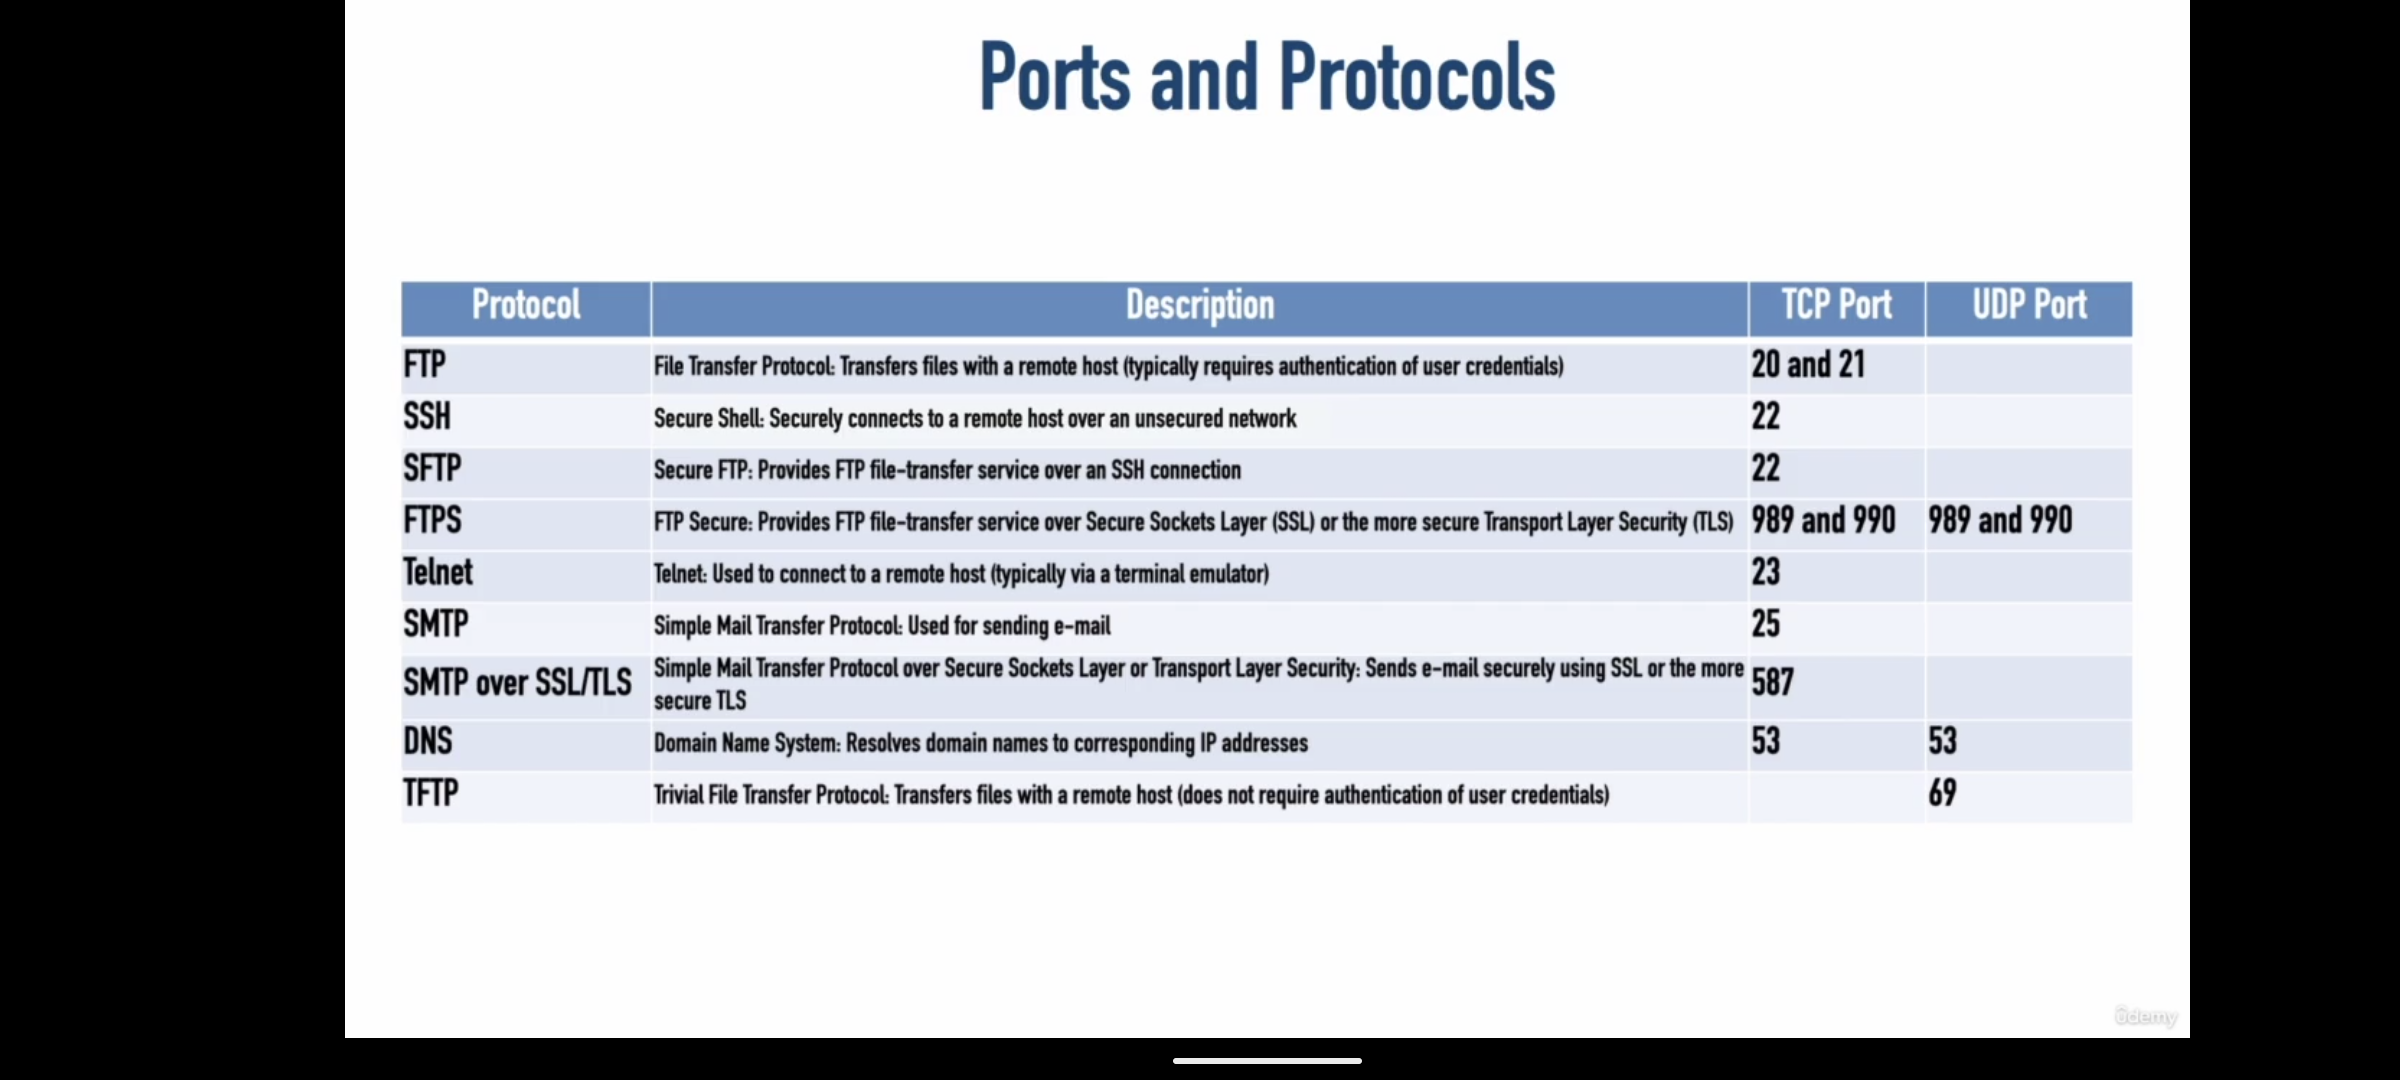 Ports and Protocols
Protocol Description TCP Port UDP Port
FTP File Transfer Protocol: Transfers files with a remote host (typically requires authentication of user credentials) 20 and 21
SSH Secure Shell: Securely connects to a remote host over an unsecured network 22
SFTP Secure FTP: Provides FTP file-transfer service over an SSH connection 22
FTPS FTP Secure: Provides FTP file-transfer service over Secure Sockets Layer (SSL) or the more secure Transport Layer Security (TLS) 989 and 990 989 and 990
Telnet Telnet: Used to connect to a remote host (typically via a terminal emulator) 23
SMTP Simple Mail Transfer Protocol: Used for sending e-mail 25
SMTP over SSL/TLS Simple Mail Transfer Protocol over Secure Sockets Layer or Transport Layer Security: Sends e-mail securely using SSL or the more
secure TLS 587
DNS Domain Name System: Resolves domain names to corresponding IP addresses 53 53
TFTP Trivial File Transfer Protocol: Transfers files with a remote host (does not require authentication of user credentials) 69
ûdemy